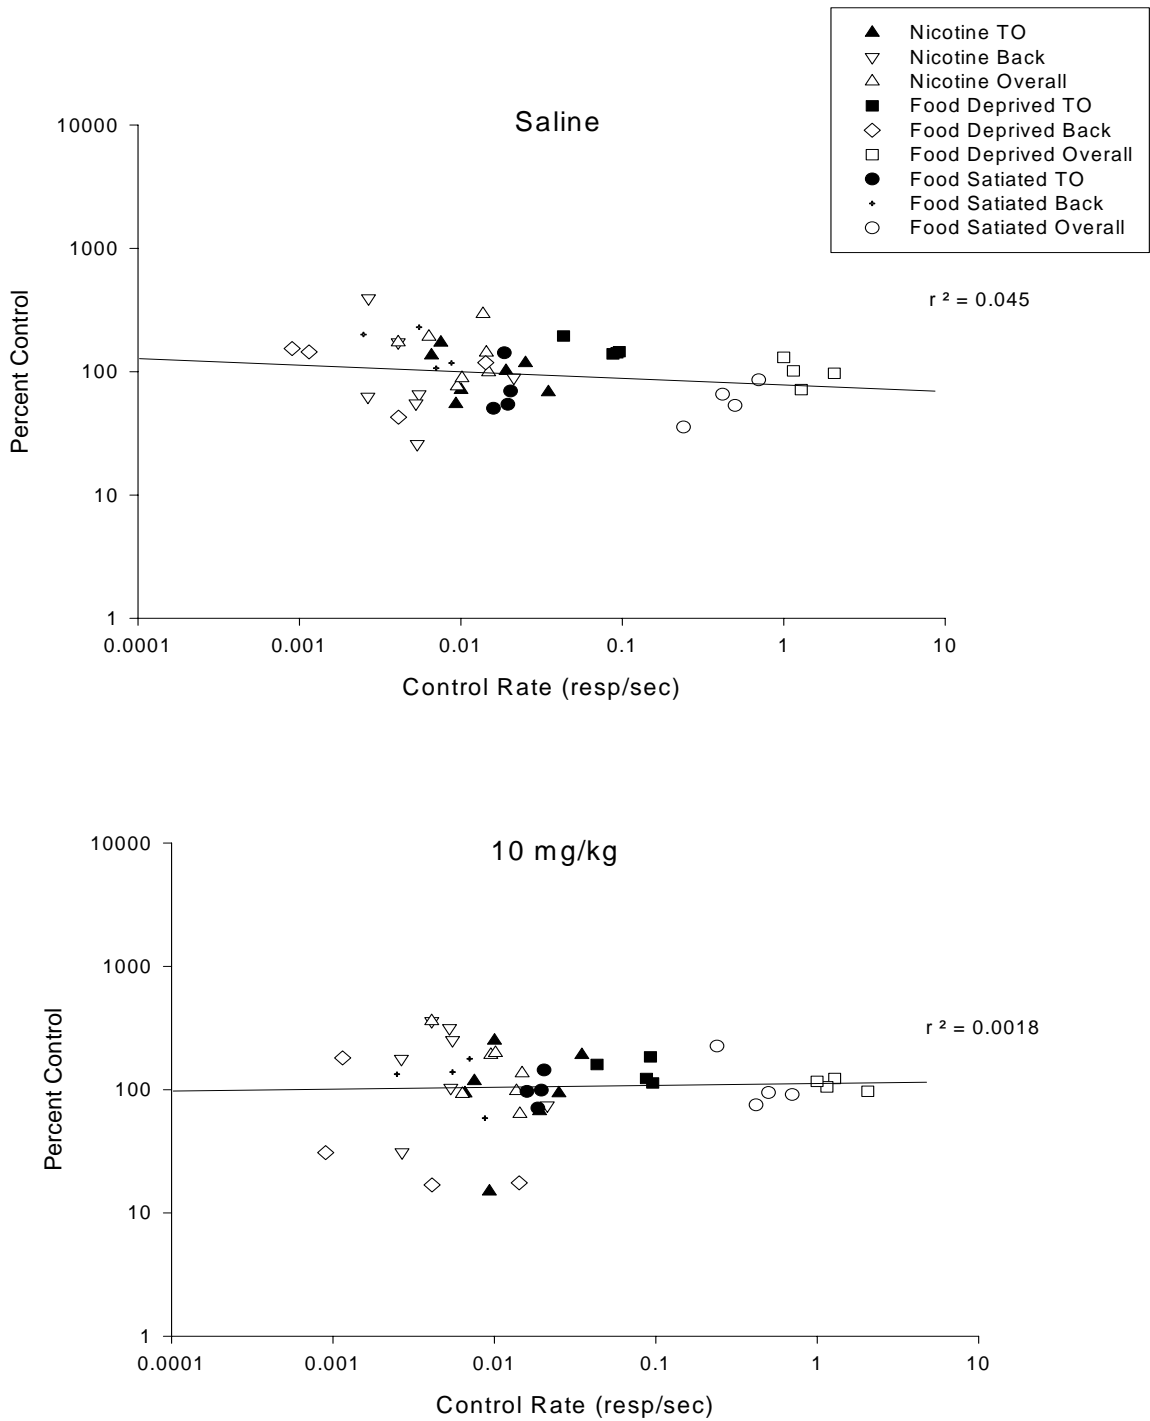 Nicotine TO
Nicotine Back
Nicotine Overall
Food Deprived TO
Food Deprived Back
Food Deprived Overall
Food Satiated TO
Food Satiated Back
Food Satiated Overall
Saline
10000
1000
100
10
1
Percent Control
r ² = 0.045
0.0001
0.001
0.01
0.1
1
10
Control Rate (resp/sec)
10 mg/kg
10000
1000
100
10
1
Percent Control
r ² = 0.0018
0.0001
0.001
0.01
0.1
1
10
Control Rate (resp/sec)